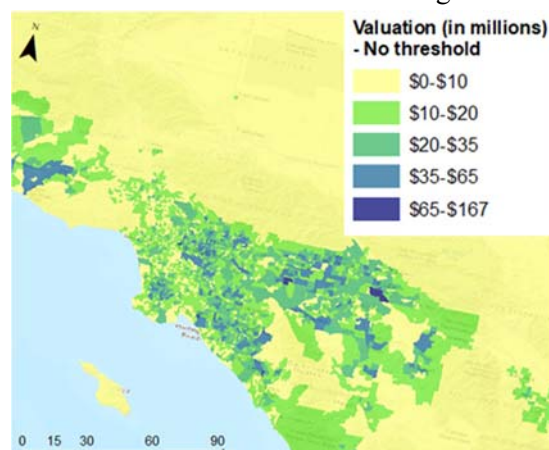 N
Valuation (in millions)
- No threshold
$0-$10
$10-$20
$20-$35
$35-$65
$65-$167
0 15 30 60 90